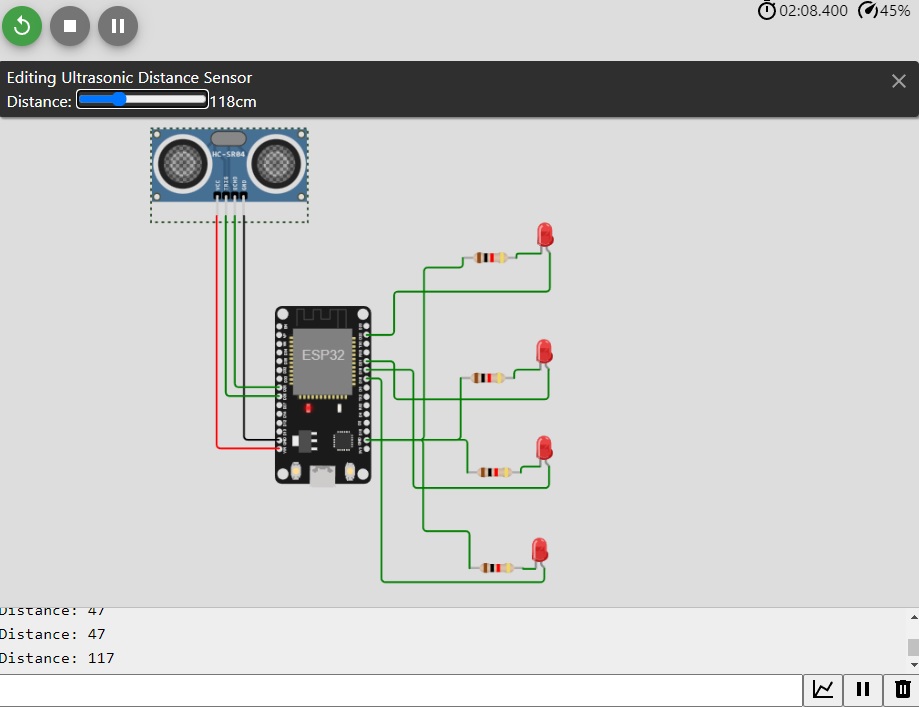 02:08.400 45%
Editing Ultrasonic Distance Sensor
Distance: 118cm
HC-SR04
VCC
TRIG
ECHO
GND
ESP32
Distance: 47
Distance: 47
Distance: 117